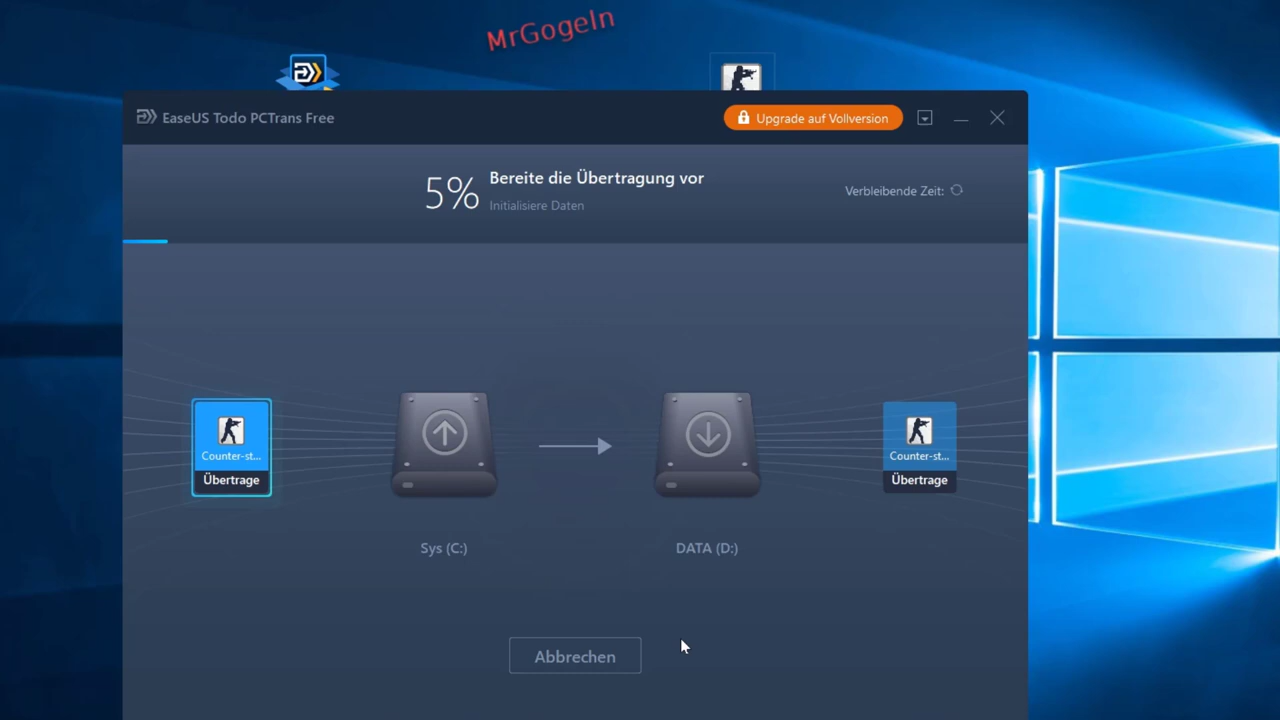 MrGogeln
EaseUS Todo PCTrans Free
Upgrade auf Vollversion
5%
Bereite die Übertragung vor
Initialisiere Daten
Verbleibende Zeit:
Counter-st...
Übertrage
Counter-st...
Übertrage
Sys (C:)
DATA (D:)
Abbrechen